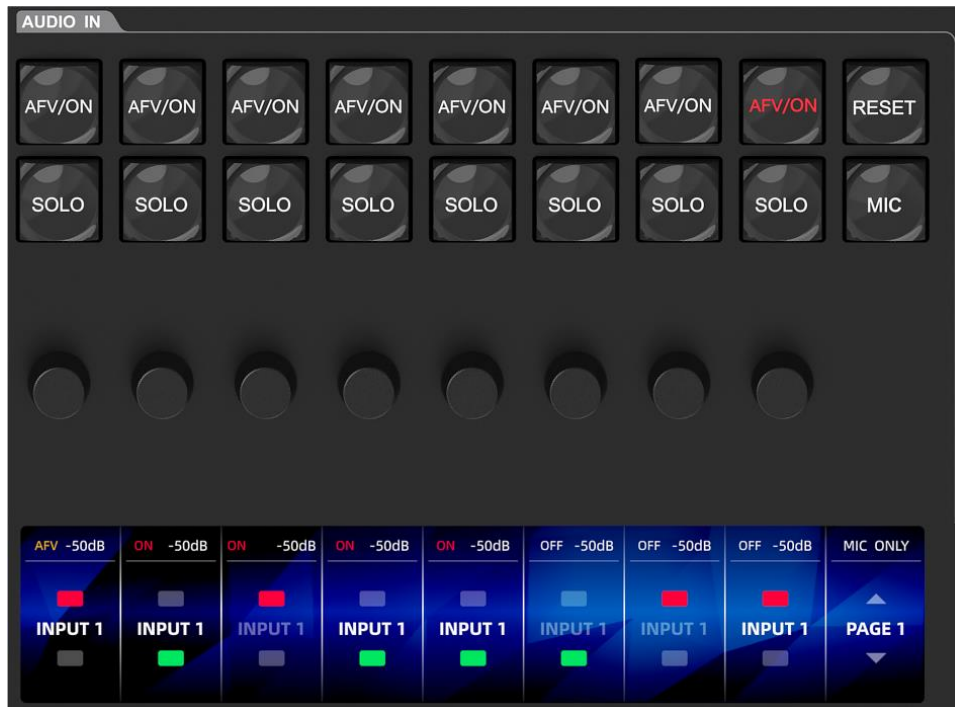 AUDIO IN
AFV/ON AFV/ON AFV/ON AFV/ON AFV/ON AFV/ON AFV/ON AFV/ON RESET
SOLO SOLO SOLO SOLO SOLO SOLO SOLO SOLO MIC
AFV -50dB ON -50dB ON -50dB ON -50dB ON -50dB OFF -50dB OFF -50dB OFF -50dB MIC ONLY
INPUT 1 INPUT 1 INPUT 1 INPUT 1 INPUT 1 INPUT 1 INPUT 1 INPUT 1 PAGE 1